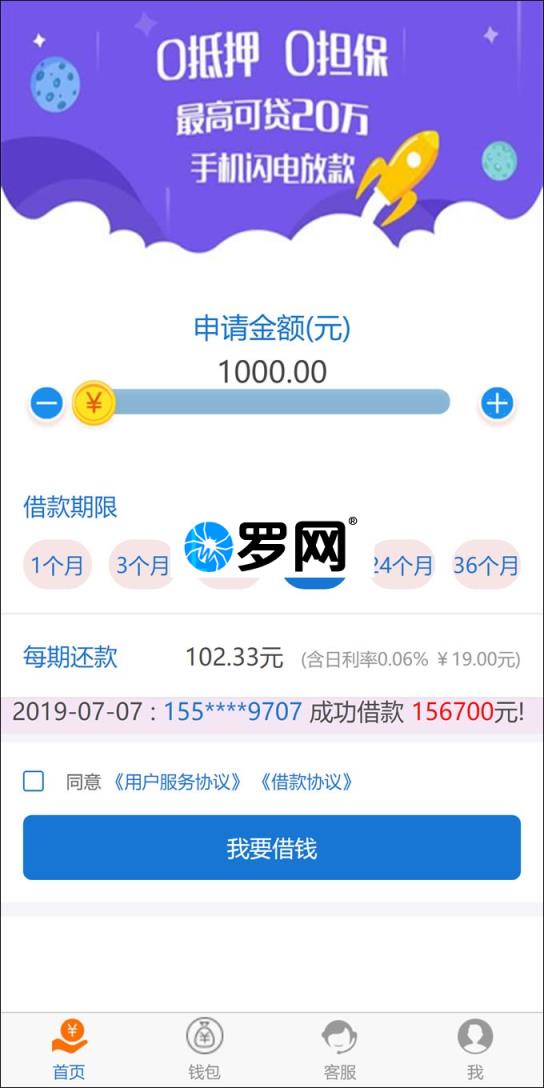 0抵押 0担保
最高可贷20万
手机闪电放款
申请金额(元)
1000.00
¥
借款期限
罗网®
1个月 3个月 24个月 36个月
每期还款 102.33元 (含日利率0.06% ¥19.00元)
2019-07-07 : 155****9707 成功借款 156700元!
同意 《用户服务协议》 《借款协议》
我要借钱
首页 钱包 客服 我